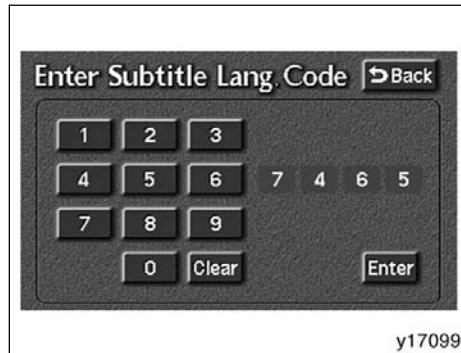 Enter Subtitle Lang. Code Back
1 2 3
4 5 6 7 4 6 5
7 8 9
0 Clear Enter
y17099